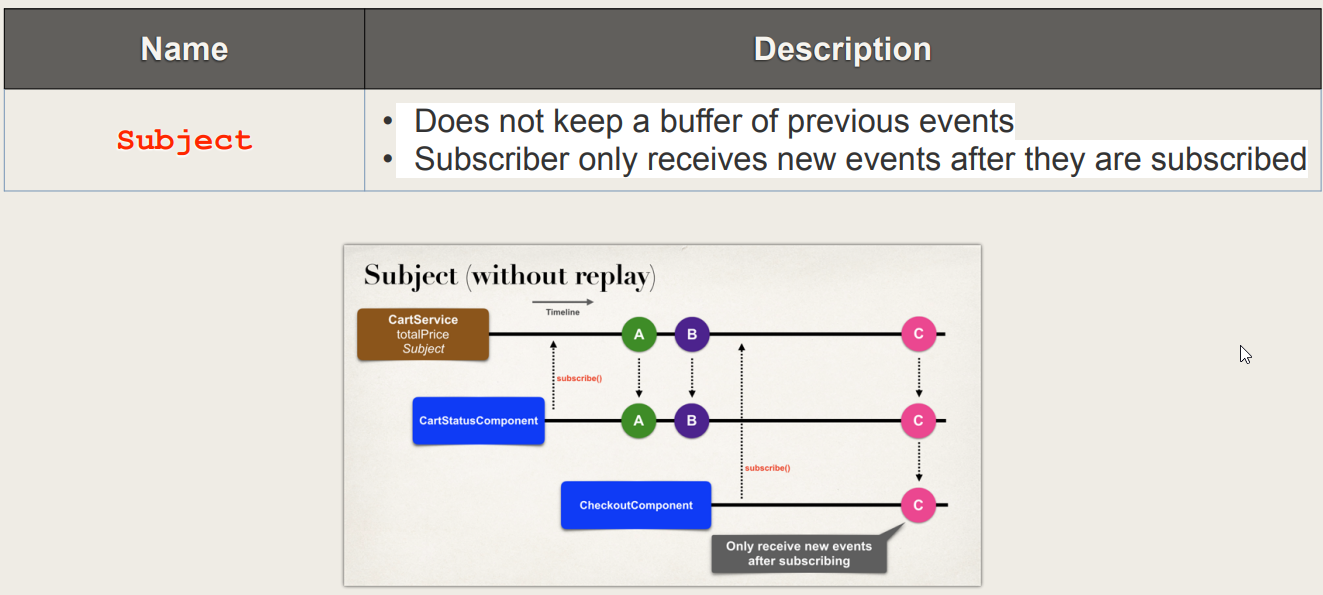 Name
Description
Subject
• Does not keep a buffer of previous events
• Subscriber only receives new events after they are subscribed
Subject (without replay)
Timeline
CartService
totalPrice
Subject
A
B
C
subscribe()
CartStatusComponent
A
B
C
subscribe()
CheckoutComponent
C
Only receive new events
after subscribing